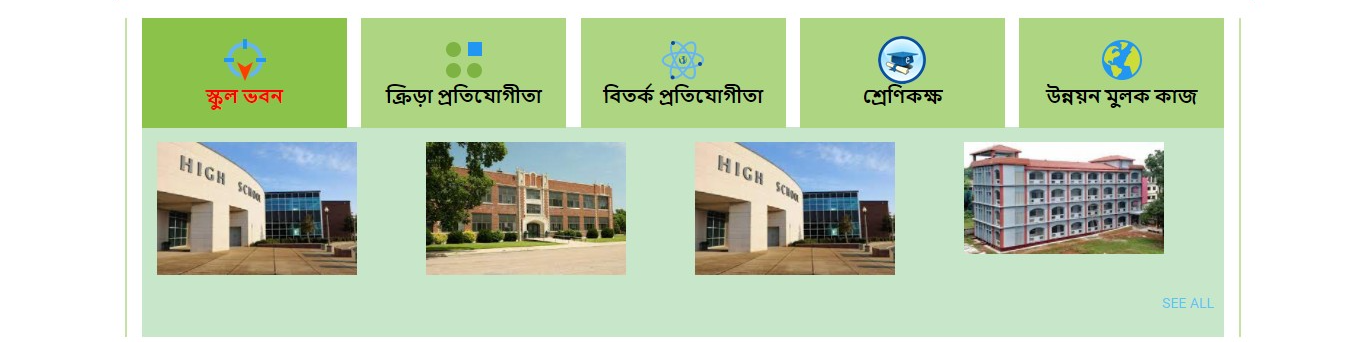 স্কুল ভবন
ক্রিড়া প্রতিযোগীতা
বিতর্ক প্রতিযোগীতা
শ্রেণিকক্ষ
উন্নয়ন মুলক কাজ
HIGH SCHOOL
HIGH SCHOOL
SEE ALL